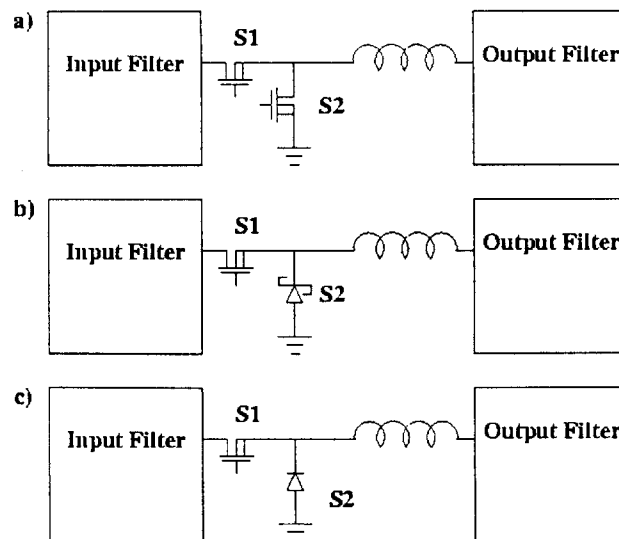 a)
Input Filter
S1
S2
Output Filter
b)
Input Filter
S1
S2
Output Filter
c)
Input Filter
S1
S2
Output Filter